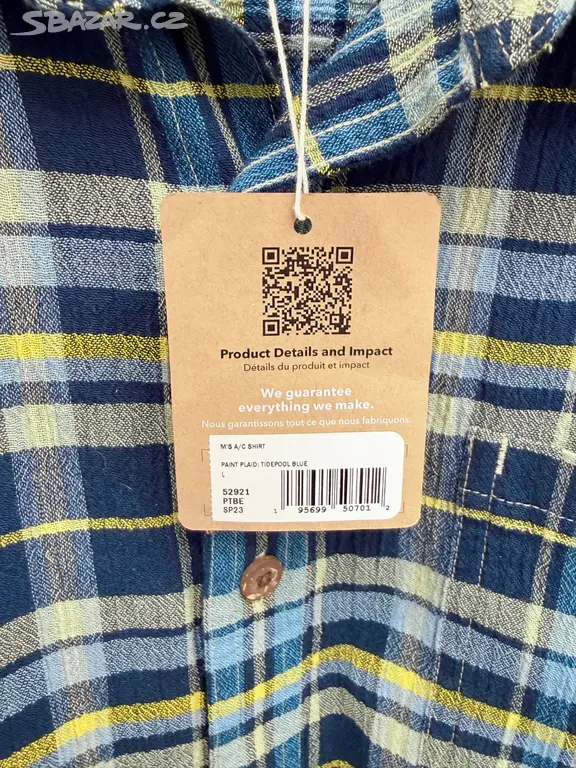 SBAZAR.CZ
Product Details and Impact
Détails du produit et impact
We guarantee
everything we make.
Nous garantissons tout ce que nous fabriquons.
M'S A/C SHIRT
PAINT PLAID: TIDEPOOL BLUE
L
52921
PTBE
SP23
1 95699 50701 2